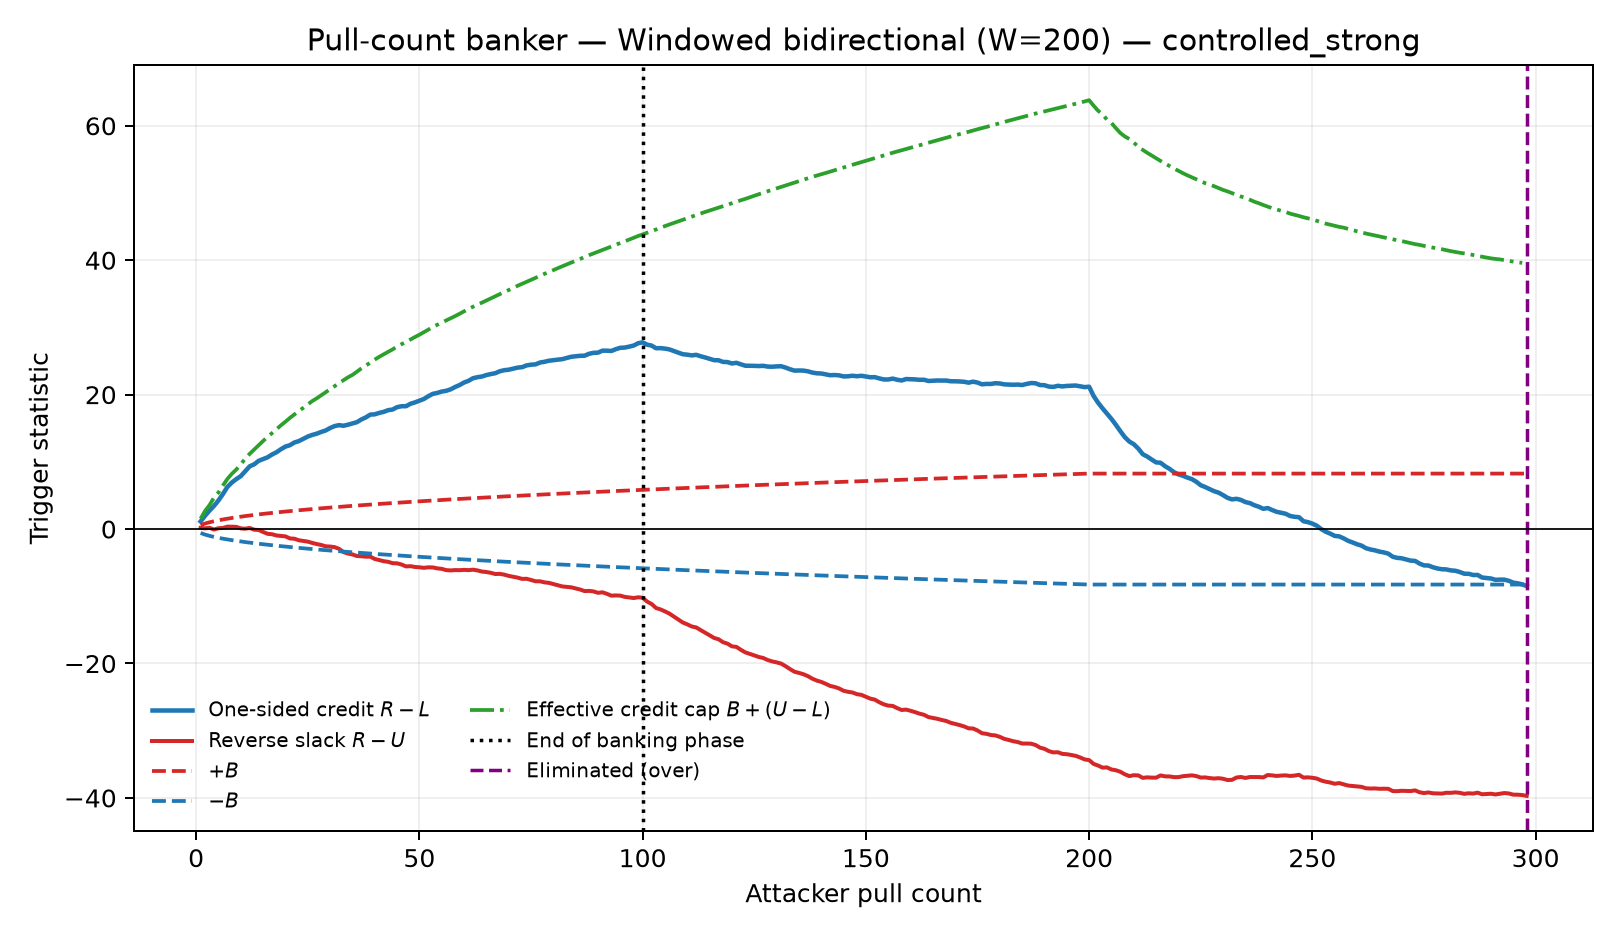 Pull-count banker — Windowed bidirectional (W=200) — controlled_strong
Trigger statistic
60
40
20
0
−20
−40
One-sided credit R − L
Reverse slack R − U
+B
−B
Effective credit cap B + (U − L)
End of banking phase
Eliminated (over)
0 50 100 150 200 250 300
Attacker pull count